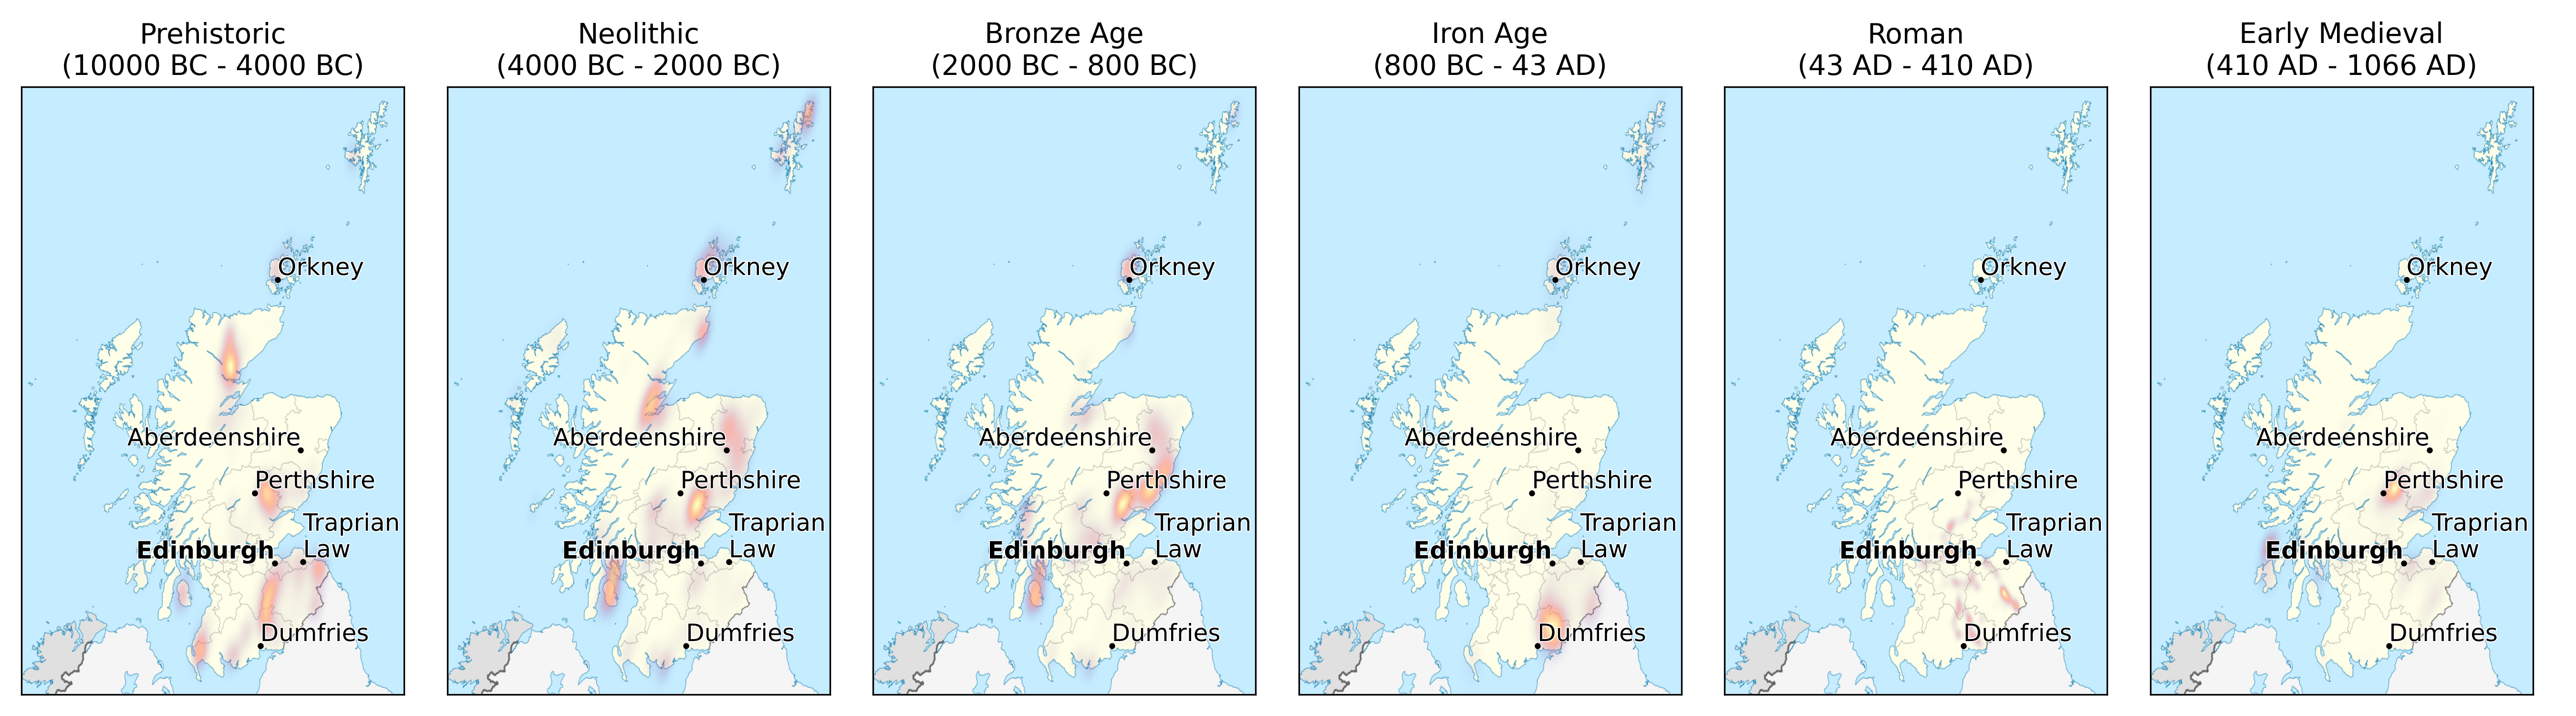 Prehistoric
(10000 BC - 4000 BC)
Orkney
Aberdeenshire
Perthshire
Traprian
Law
Edinburgh
Dumfries
Neolithic
(4000 BC - 2000 BC)
Orkney
Aberdeenshire
Perthshire
Traprian
Law
Edinburgh
Dumfries
Bronze Age
(2000 BC - 800 BC)
Orkney
Aberdeenshire
Perthshire
Traprian
Law
Edinburgh
Dumfries
Iron Age
(800 BC - 43 AD)
Orkney
Aberdeenshire
Perthshire
Traprian
Law
Edinburgh
Dumfries
Roman
(43 AD - 410 AD)
Orkney
Aberdeenshire
Perthshire
Traprian
Law
Edinburgh
Dumfries
Early Medieval
(410 AD - 1066 AD)
Orkney
Aberdeenshire
Perthshire
Traprian
Law
Edinburgh
Dumfries